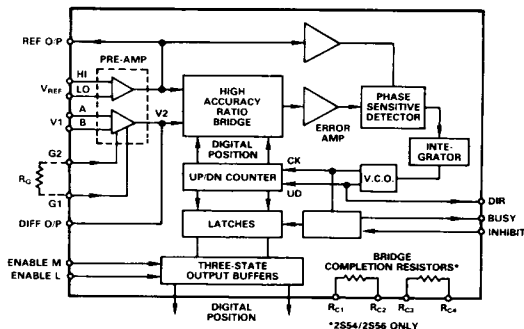 REF O/P
PRE-AMP
HI
V_REF
LO
A
V1
B
V2
G2
R_G
G1
DIFF O/P
HIGH
ACCURACY
RATIO
BRIDGE
ERROR
AMP
PHASE
SENSITIVE
DETECTOR
INTE-
GRATOR
DIGITAL
POSITION
CK
V.C.O.
UP/DN COUNTER
UD
DIR
BUSY
INHIBIT
LATCHES
ENABLE M
ENABLE L
THREE-STATE
OUTPUT BUFFERS
BRIDGE
COMPLETION RESISTORS*
R_C1 R_C2 R_C3 R_C4
DIGITAL
POSITION
*2S54/2S56 ONLY